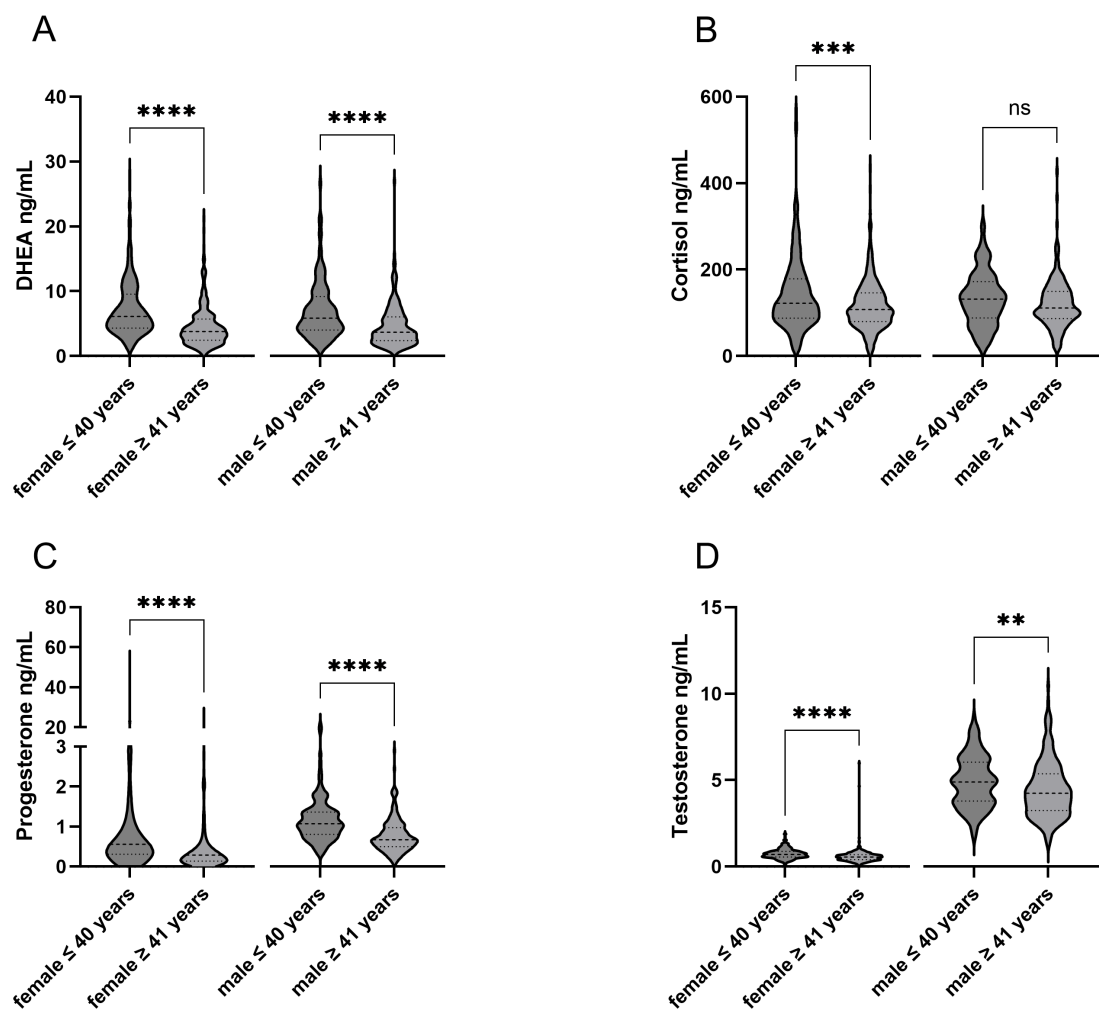 A
DHEA ng/mL
40
30
20
10
0
****
****
female ≤ 40 years
female ≥ 41 years
male ≤ 40 years
male ≥ 41 years
B
Cortisol ng/mL
600
400
200
0
***
ns
female ≤ 40 years
female ≥ 41 years
male ≤ 40 years
male ≥ 41 years
C
Progesterone ng/mL
80
60
40
20
3
2
1
0
****
****
female ≤ 40 years
female ≥ 41 years
male ≤ 40 years
male ≥ 41 years
D
Testosterone ng/mL
15
10
5
0
****
**
female ≤ 40 years
female ≥ 41 years
male ≤ 40 years
male ≥ 41 years